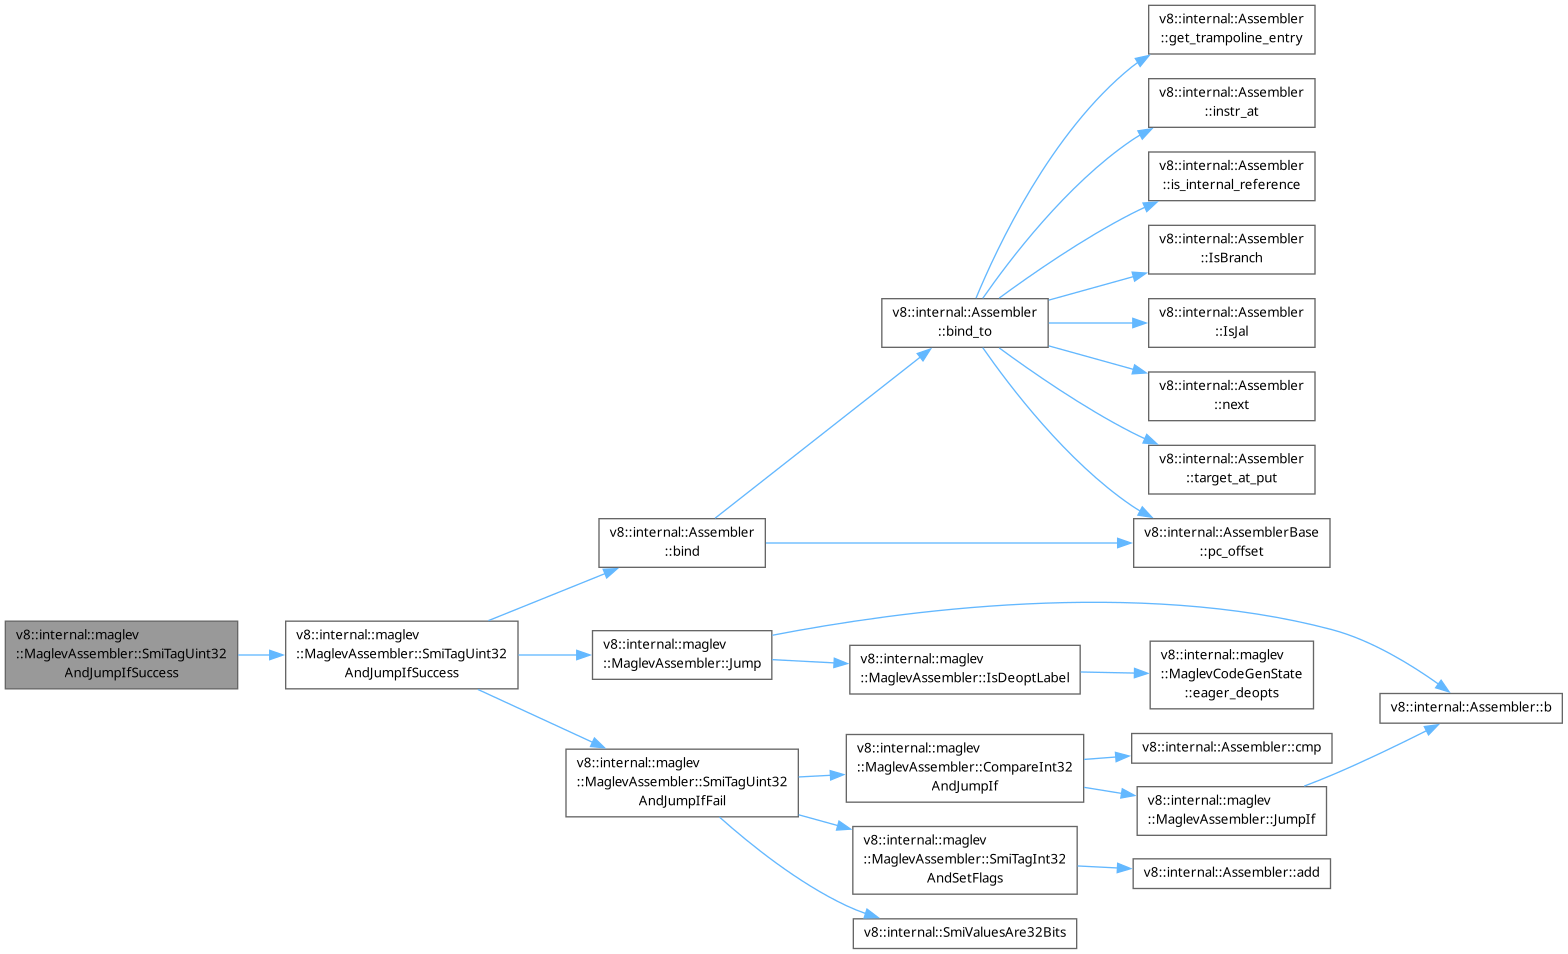 v8::internal::Assembler
::get_trampoline_entry
v8::internal::Assembler
::instr_at
v8::internal::Assembler
::is_internal_reference
v8::internal::Assembler
::IsBranch
v8::internal::Assembler
::bind_to
v8::internal::Assembler
::IsJal
v8::internal::Assembler
::next
v8::internal::Assembler
::target_at_put
v8::internal::Assembler
::bind
v8::internal::AssemblerBase
::pc_offset
v8::internal::maglev
::MaglevAssembler::SmiTagUint32
AndJumpIfSuccess
v8::internal::maglev
::MaglevAssembler::SmiTagUint32
AndJumpIfSuccess
v8::internal::maglev
::MaglevAssembler::Jump
v8::internal::maglev
::MaglevAssembler::IsDeoptLabel
v8::internal::maglev
::MaglevCodeGenState
::eager_deopts
v8::internal::Assembler::b
v8::internal::maglev
::MaglevAssembler::SmiTagUint32
AndJumpIfFail
v8::internal::maglev
::MaglevAssembler::CompareInt32
AndJumpIf
v8::internal::Assembler::cmp
v8::internal::maglev
::MaglevAssembler::JumpIf
v8::internal::maglev
::MaglevAssembler::SmiTagInt32
AndSetFlags
v8::internal::Assembler::add
v8::internal::SmiValuesAre32Bits